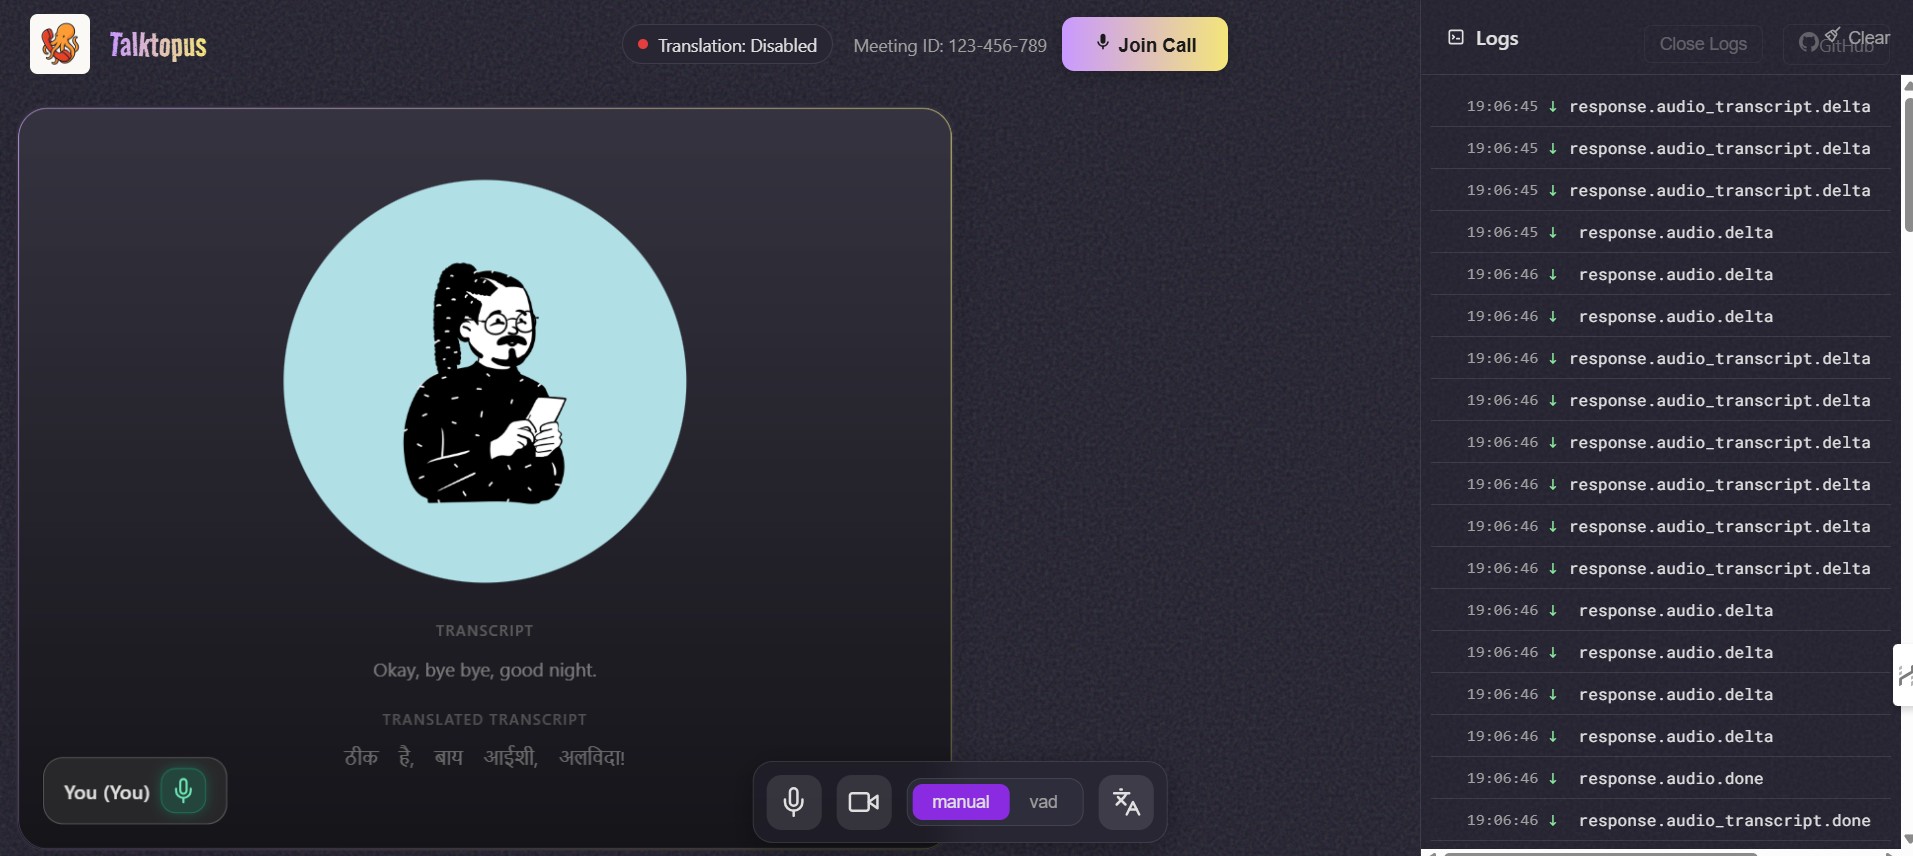 Talktopus
Translation: Disabled
Meeting ID: 123-456-789
Join Call
Logs
Close Logs
GitHub
Clear
TRANSCRIPT
Okay, bye bye, good night.
TRANSLATED TRANSCRIPT
ठीक है, बाय आईशी, अलविदा!
You (You)
manual
vad
19:06:45 ↓ response.audio_transcript.delta
19:06:45 ↓ response.audio_transcript.delta
19:06:45 ↓ response.audio_transcript.delta
19:06:45 ↓ response.audio.delta
19:06:46 ↓ response.audio.delta
19:06:46 ↓ response.audio.delta
19:06:46 ↓ response.audio_transcript.delta
19:06:46 ↓ response.audio_transcript.delta
19:06:46 ↓ response.audio_transcript.delta
19:06:46 ↓ response.audio_transcript.delta
19:06:46 ↓ response.audio_transcript.delta
19:06:46 ↓ response.audio_transcript.delta
19:06:46 ↓ response.audio.delta
19:06:46 ↓ response.audio.delta
19:06:46 ↓ response.audio.delta
19:06:46 ↓ response.audio.delta
19:06:46 ↓ response.audio.done
19:06:46 ↓ response.audio_transcript.done